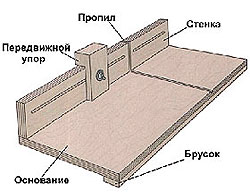 Пропил
Стенка
Передвижной
упор
Основание
Брусок